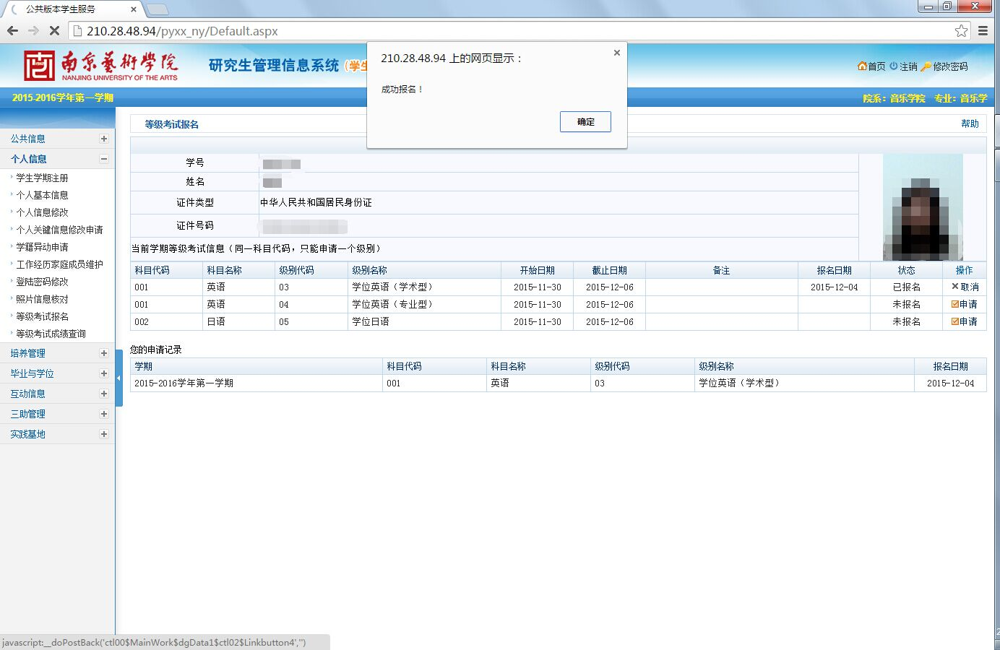 公共版本学生服务
210.28.48.94/pyxx_ny/Default.aspx
南京藝術學院
NANJING UNIVERSITY OF THE ARTS
研究生管理信息系统 (学生
首页 注销 修改密码
210.28.48.94 上的网页显示：
成功报名！
确定
2015-2016学年第一学期
院系：音乐学院 专业：音乐学
公共信息
个人信息
学生学期注册
个人基本信息
个人信息修改
个人关键信息修改申请
学籍异动申请
工作经历家庭成员维护
登陆密码修改
照片信息核对
等级考试报名
等级考试成绩查询
培养管理
毕业与学位
互动信息
三助管理
实践基地
等级考试报名 帮助
学号
姓名
证件类型 中华人民共和国居民身份证
证件号码
当前学期等级考试信息（同一科目代码，只能申请一个级别）
科目代码 科目名称 级别代码 级别名称 开始日期 截止日期 备注 报名日期 状态 操作
001 英语 03 学位英语（学术型） 2015-11-30 2015-12-06 2015-12-04 已报名 取消
001 英语 04 学位英语（专业型） 2015-11-30 2015-12-06 未报名 申请
002 日语 05 学位日语 2015-11-30 2015-12-06 未报名 申请
您的申请记录
学期 科目代码 科目名称 级别代码 级别名称 报名日期
2015-2016学年第一学期 001 英语 03 学位英语（学术型） 2015-12-04
javascript:__doPostBack('ctl00$MainWork$dgData1$ctl02$Linkbutton4','')